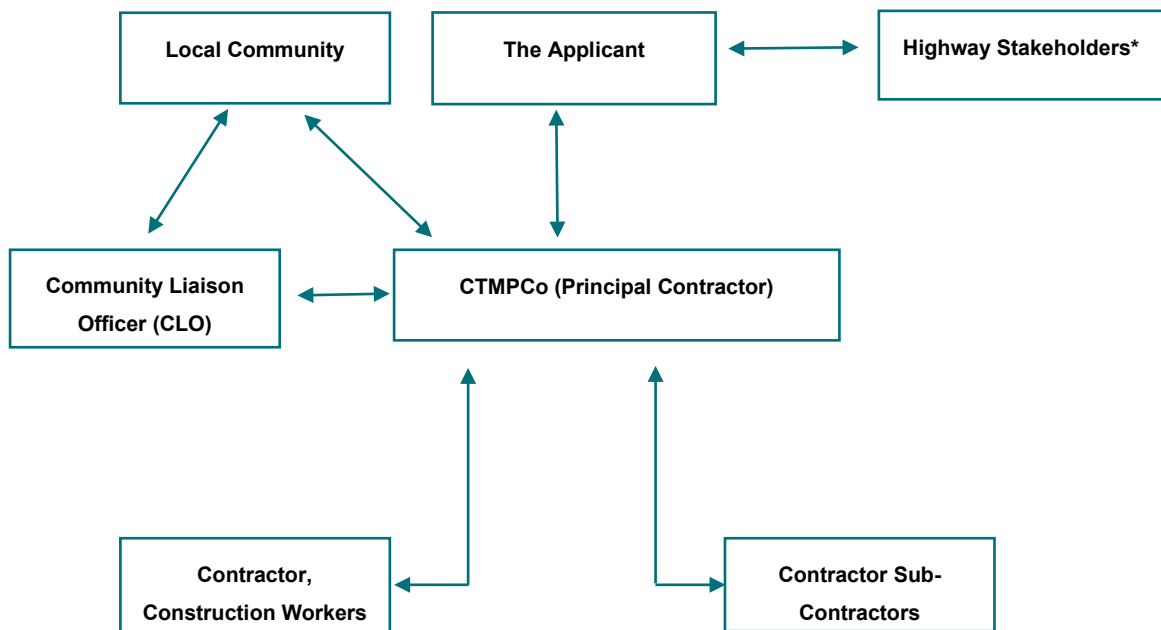 Local Community
The Applicant
Highway Stakeholders*
Community Liaison
Officer (CLO)
CTMPCo (Principal Contractor)
Contractor,
Construction Workers
Contractor Sub-
Contractors